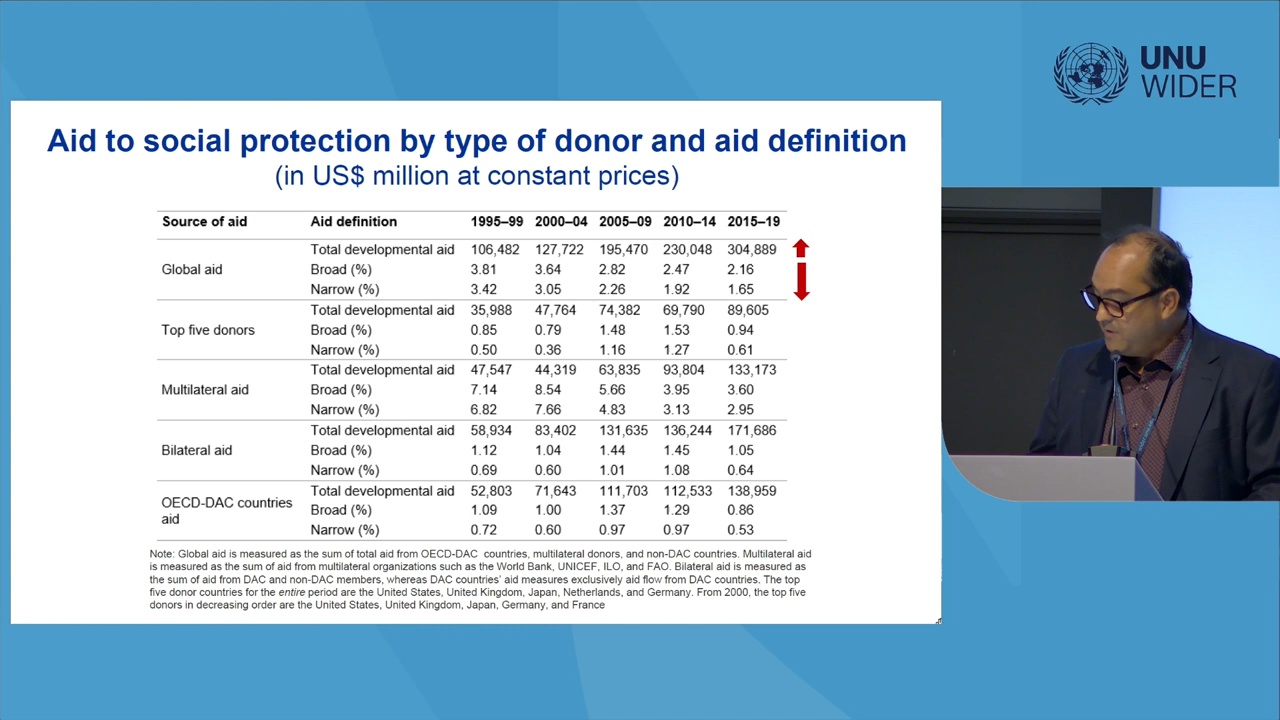 UNU
WIDER
Aid to social protection by type of donor and aid definition
(in US$ million at constant prices)
Source of aid Aid definition 1995–99 2000–04 2005–09 2010–14 2015–19
Global aid
Total developmental aid 106,482 127,722 195,470 230,048 304,889
Broad (%) 3.81 3.64 2.82 2.47 2.16
Narrow (%) 3.42 3.05 2.26 1.92 1.65
Top five donors
Total developmental aid 35,988 47,764 74,382 69,790 89,605
Broad (%) 0.85 0.79 1.48 1.53 0.94
Narrow (%) 0.50 0.36 1.16 1.27 0.61
Multilateral aid
Total developmental aid 47,547 44,319 63,835 93,804 133,173
Broad (%) 7.14 8.54 5.66 3.95 3.60
Narrow (%) 6.82 7.66 4.83 3.13 2.95
Bilateral aid
Total developmental aid 58,934 83,402 131,635 136,244 171,686
Broad (%) 1.12 1.04 1.44 1.45 1.05
Narrow (%) 0.69 0.60 1.01 1.08 0.64
OECD-DAC countries
aid
Total developmental aid 52,803 71,643 111,703 112,533 138,959
Broad (%) 1.09 1.00 1.37 1.29 0.86
Narrow (%) 0.72 0.60 0.97 0.97 0.53
Note: Global aid is measured as the sum of total aid from OECD-DAC countries, multilateral donors, and non-DAC countries. Multilateral aid
is measured as the sum of aid from multilateral organizations such as the World Bank, UNICEF, ILO, and FAO. Bilateral aid is measured as
the sum of aid from DAC and non-DAC members, whereas DAC countries' aid measures exclusively aid flow from DAC countries. The top
five donor countries for the entire period are the United States, United Kingdom, Japan, Netherlands, and Germany. From 2000, the top five
donors in decreasing order are the United States, United Kingdom, Japan, Germany, and France